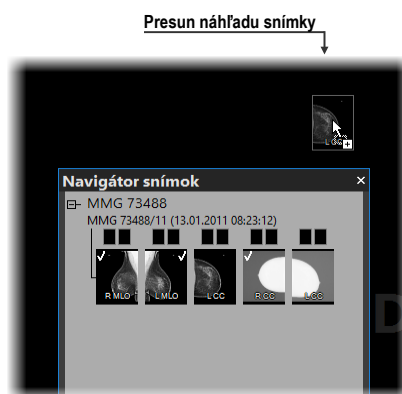 Presun náhľadu snímky
L CC
Navigátor snímok
MMG 73488
MMG 73488/11 (13.01.2011 08:23:12)
R MLO L MLO L CC R CC L CC
D